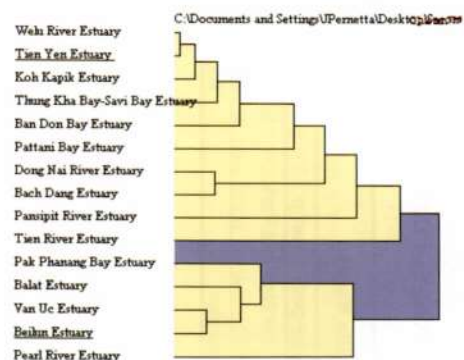 C:\Documents and Settings\JPernetta\Desktop\
Welu River Estuary
Tien Yen Estuary
Koh Kapik Estuary
Thung Kha Bay-Savi Bay Estuary
Ban Don Bay Estuary
Pattani Bay Estuary
Dong Nai River Estuary
Bach Dang Estuary
Pansipit River Estuary
Tien River Estuary
Pak Phanang Bay Estuary
Balat Estuary
Van Uc Estuary
Beilun Estuary
Pearl River Estuary